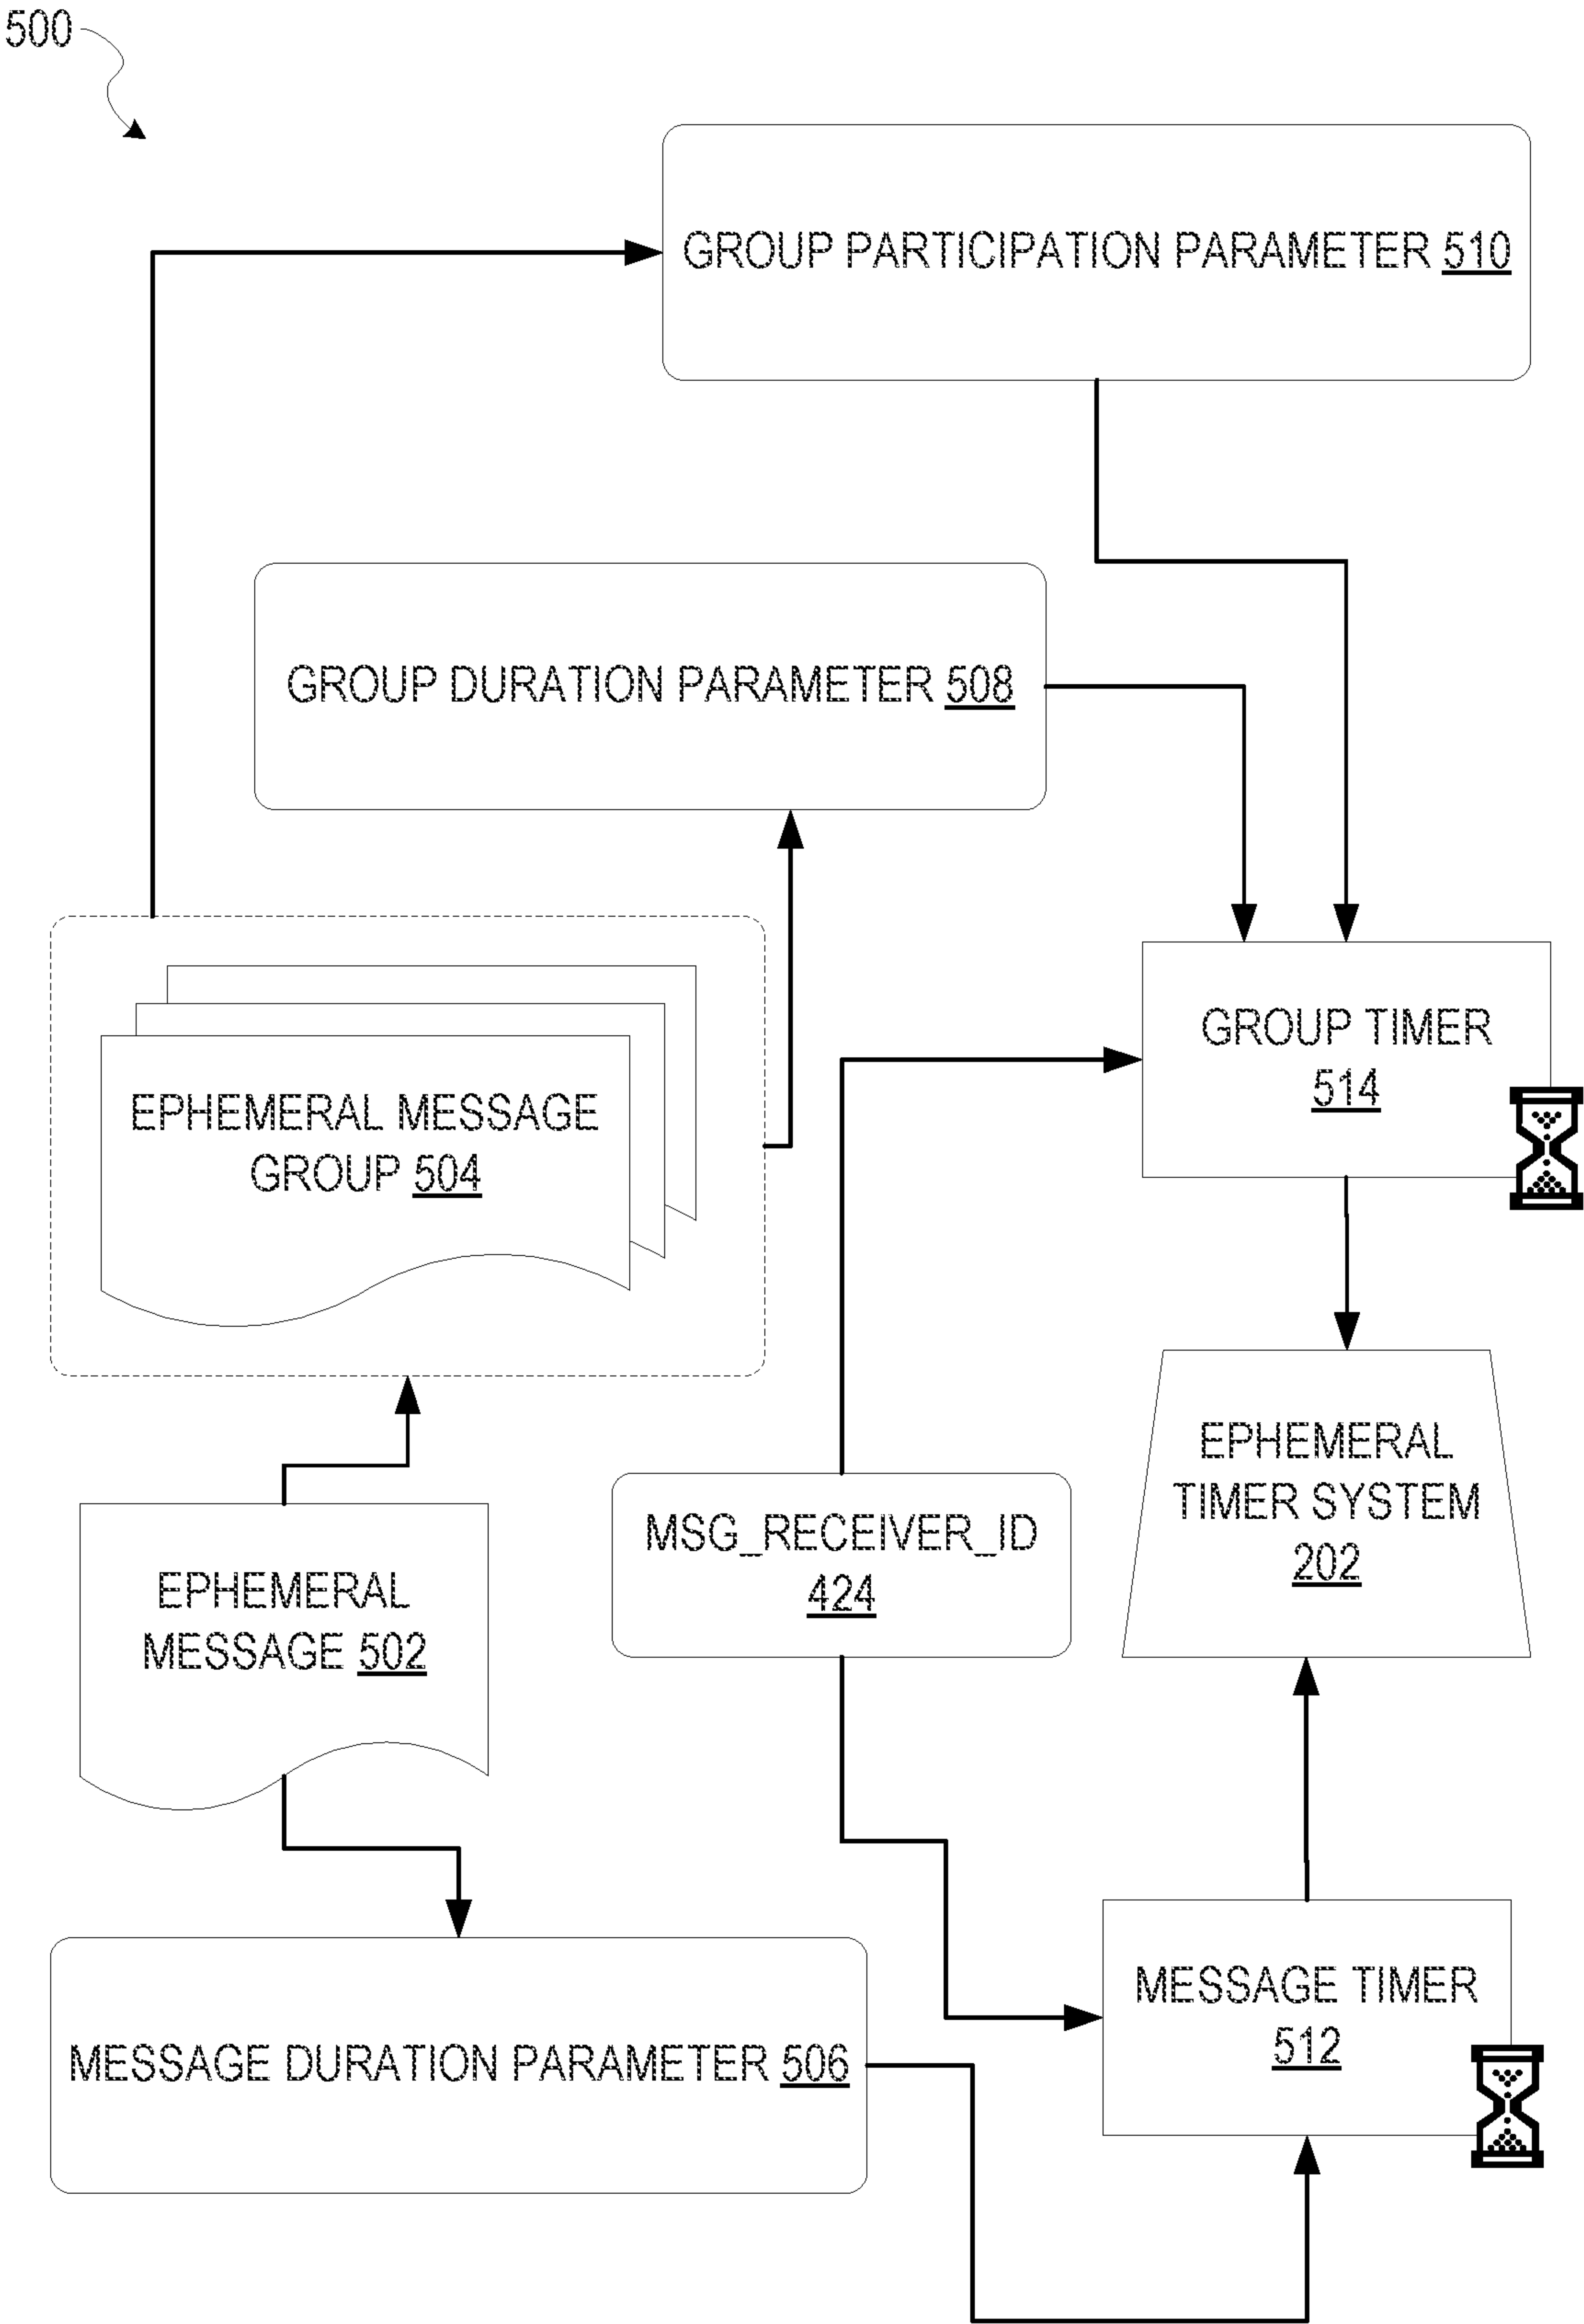 500
GROUP PARTICIPATION PARAMETER 510
GROUP DURATION PARAMETER 508
GROUP TIMER
514
EPHEMERAL MESSAGE
GROUP 504
EPHEMERAL
TIMER SYSTEM
202
MSG_RECEIVER_ID
424
EPHEMERAL
MESSAGE 502
MESSAGE TIMER
512
MESSAGE DURATION PARAMETER 506